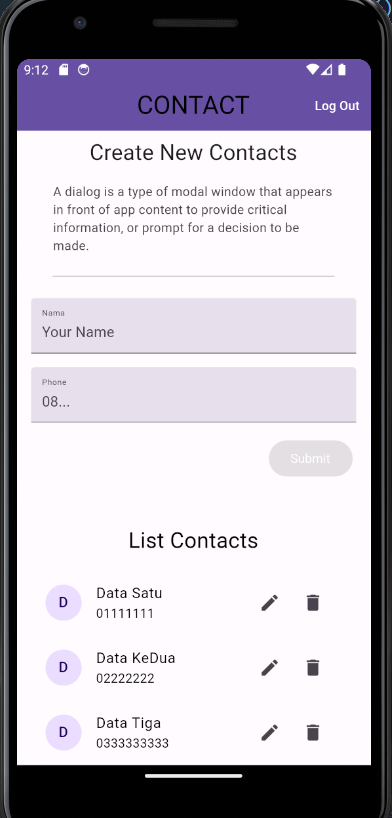 9:12
CONTACT
Log Out
Create New Contacts
A dialog is a type of modal window that appears
in front of app content to provide critical
information, or prompt for a decision to be
made.
Nama
Your Name
Phone
08...
Submit
List Contacts
D
Data Satu
01111111
D
Data KeDua
02222222
D
Data Tiga
0333333333